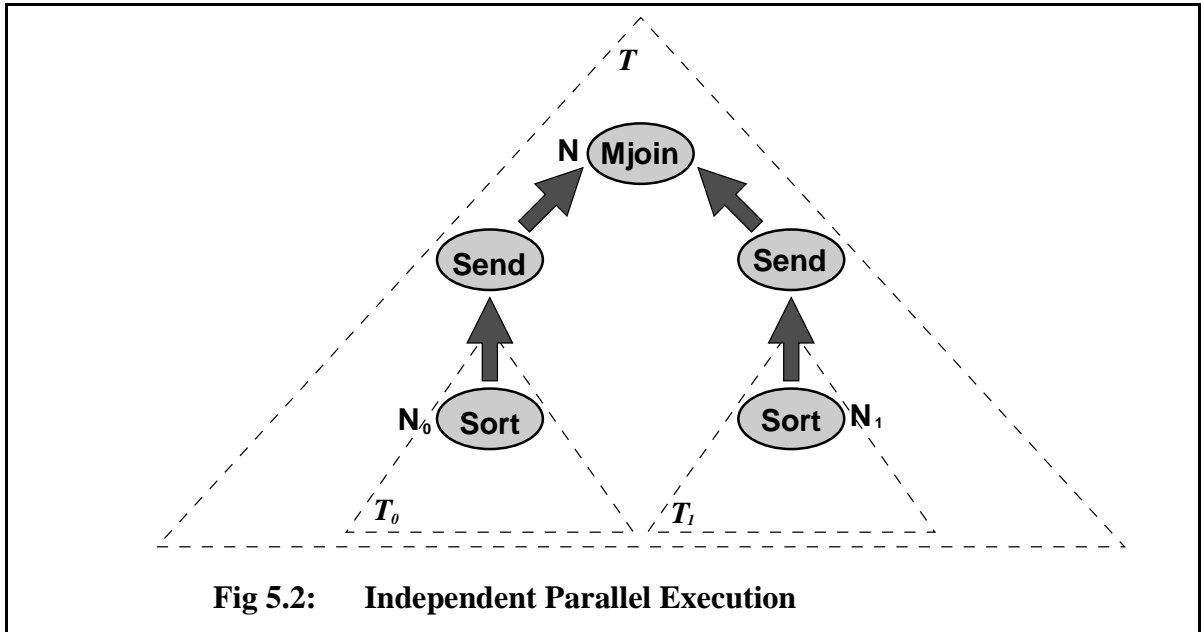 T
N Mjoin
Send Send
N₀ Sort Sort N₁
T₀ T₁
Fig 5.2: Independent Parallel Execution